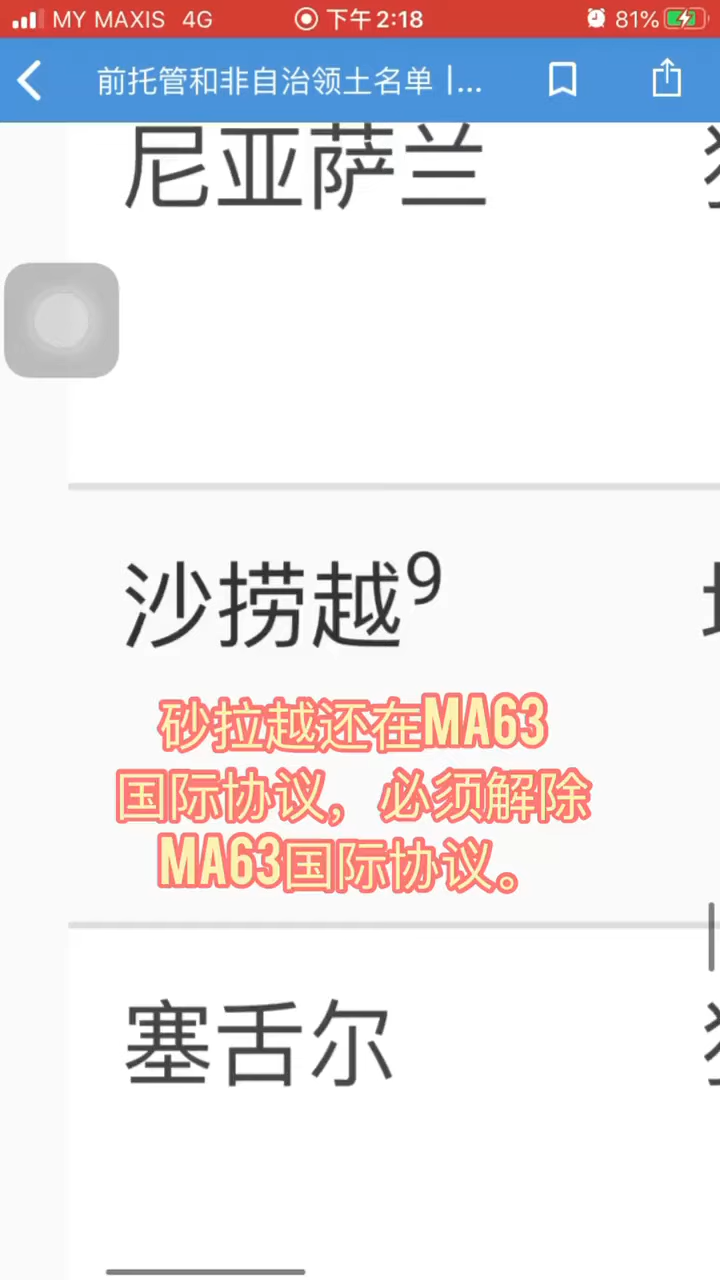 MY MAXIS 4G 下午2:18 81%
前托管和非自治领土名单 |...
尼亚萨兰
沙捞越9
砂拉越还在MA63
国际协议，必须解除
MA63国际协议。
塞舌尔